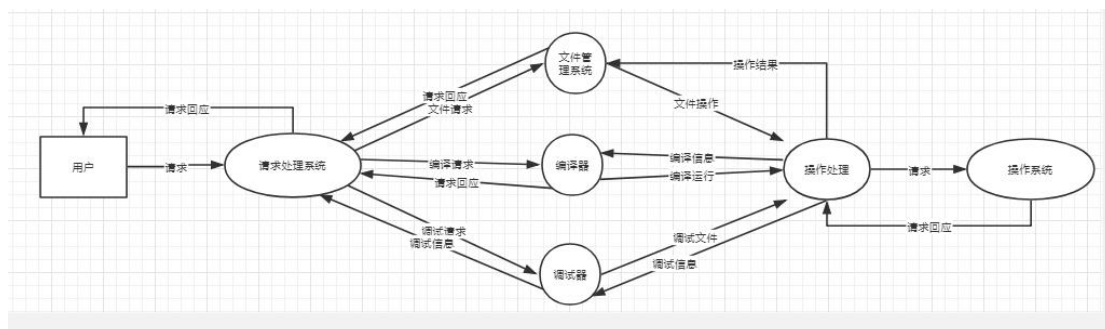 文件管
理系统
操作结果
请求回应
文件请求
文件操作
请求回应
用户
请求
请求处理系统
编译请求
请求回应
编译器
编译信息
编译运行
操作处理
请求
操作系统
请求回应
调试请求
调试信息
调试器
调试文件
调试信息